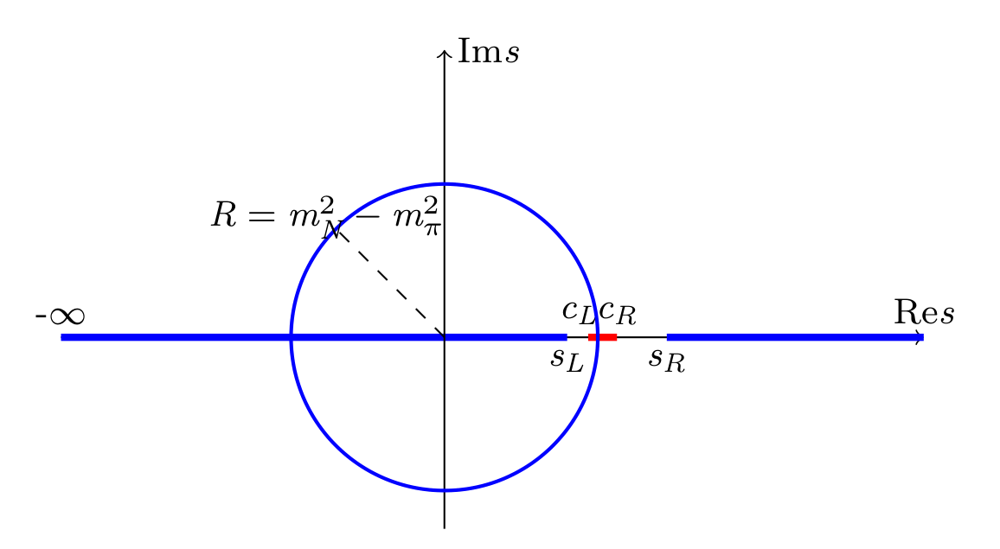 Ims
R = m_N^2 − m_π^2
-∞
c_L
c_R
Res
s_L
s_R